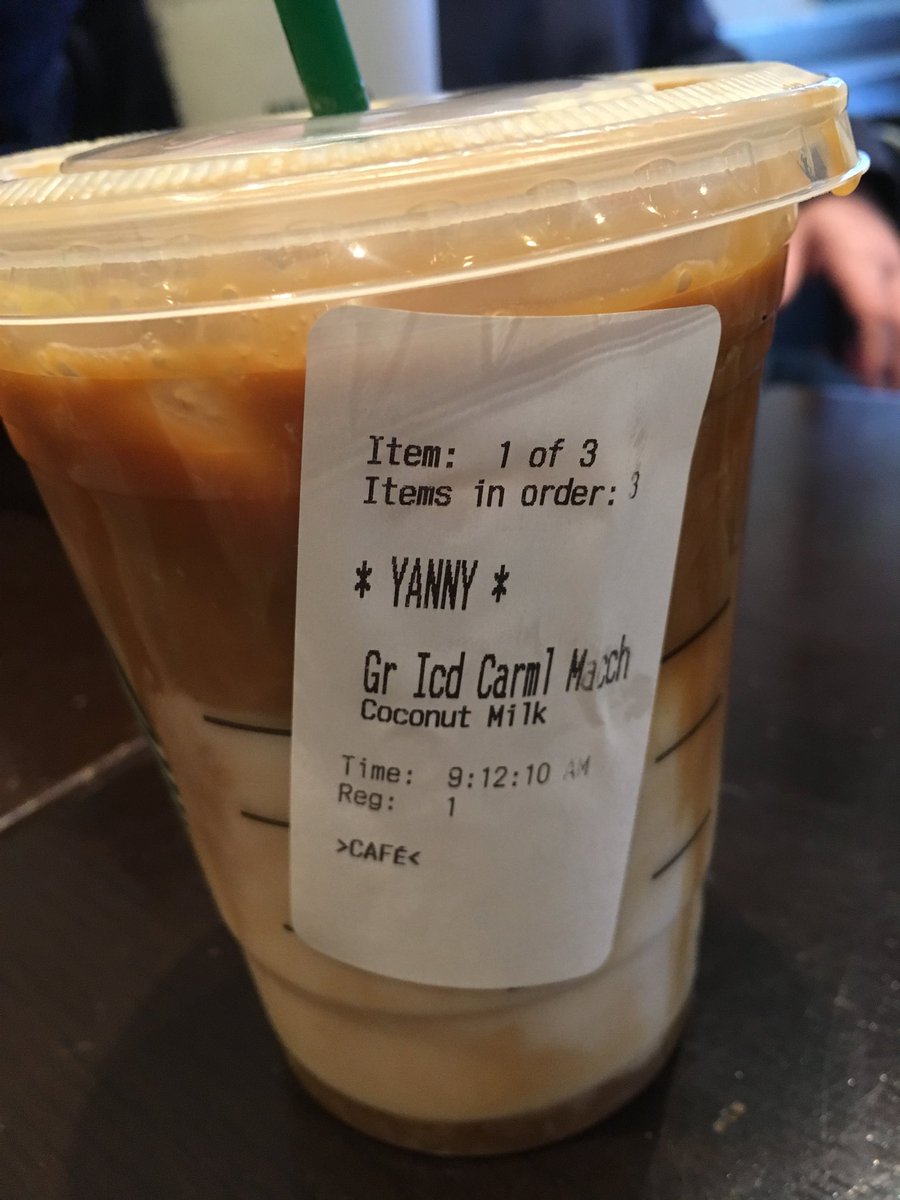 Item: 1 of 3
Items in order: 3
* YANNY *
Gr Icd Carml Macch
Coconut Milk
Time: 9:12:10 AM
Reg: 1
>CAFÉ<